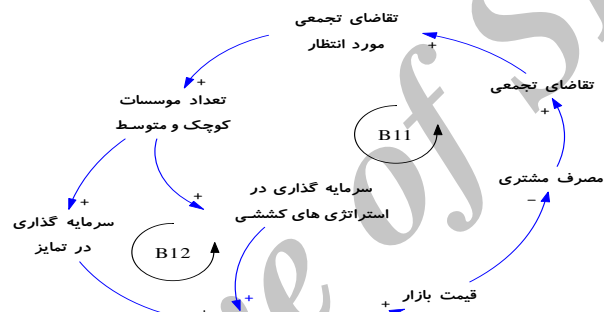 تقاضای تجمعی
مورد انتظار
+
تقاضای تجمعی
+
+
تعداد موسسات
کوچک و متوسط
B11
مصرف مشتری
-
سرمایه گذاری در
استراتژی های کششی
+
+
سرمایه گذاری
در تمایز
B12
قیمت بازار
+
+